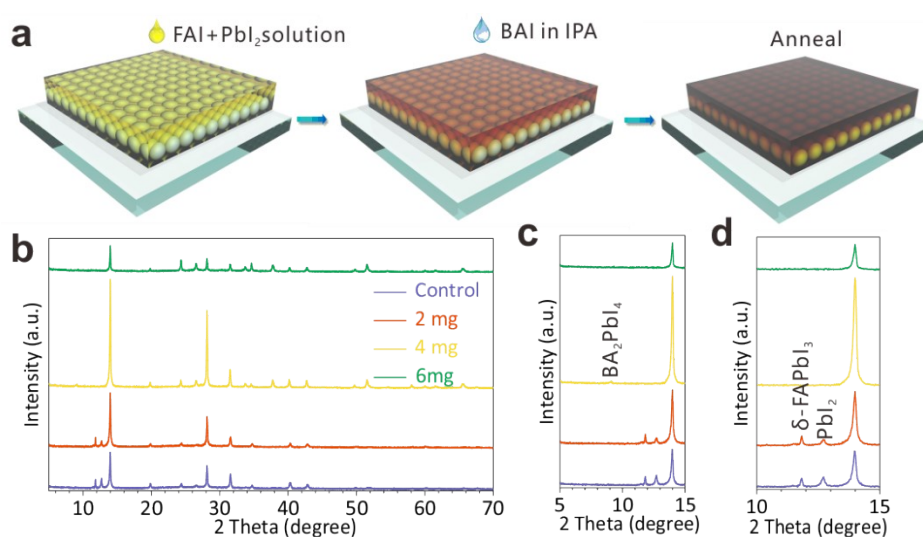 a
FAI+PbI₂solution
BAI in IPA
Anneal
b
Intensity (a.u.)
Control
2 mg
4 mg
6mg
10 20 30 40 50 60 70
2 Theta (degree)
c
Intensity (a.u.)
BA₂PbI₄
5 10 15
2 Theta (degree)
d
Intensity (a.u.)
δ-FAPbI₃
PbI₂
10 15
2 Theta (degree)